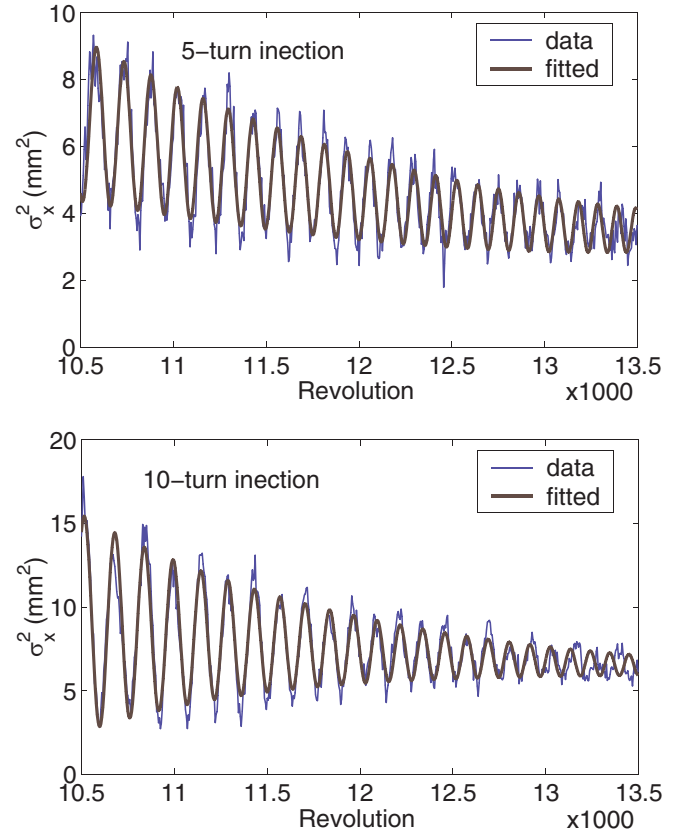 10
8
6
4
2
0
σx2 (mm2)
5−turn inection
data
fitted
10.5 11 11.5 12 12.5 13 13.5
Revolution
x1000
20
15
10
5
0
σx2 (mm2)
10−turn inection
data
fitted
10.5 11 11.5 12 12.5 13 13.5
Revolution
x1000